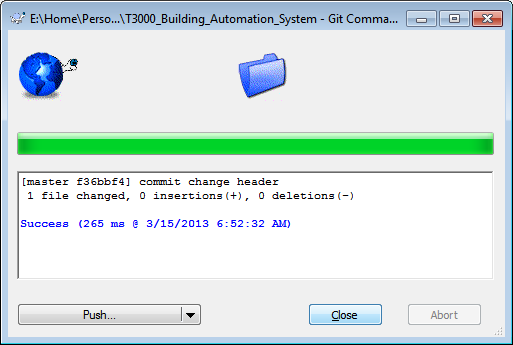 E:\Home\Perso...\T3000_Building_Automation_System - Git Comma...
[master f36bbf4] commit change header
1 file changed, 0 insertions(+), 0 deletions(-)
Success (265 ms @ 3/15/2013 6:52:32 AM)
Push... Close Abort